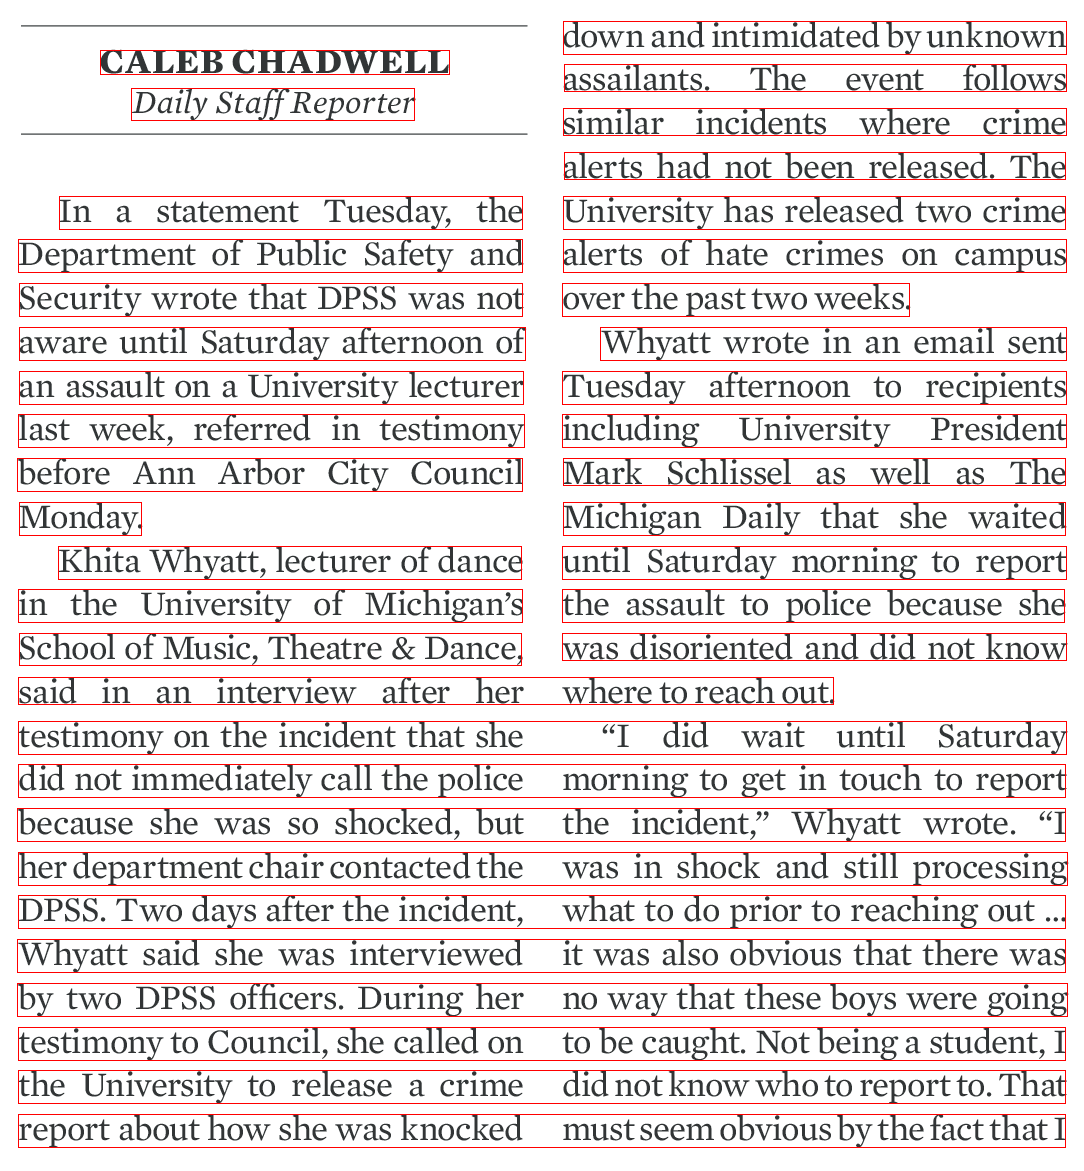 CALEB CHADWELL
Daily Staff Reporter
In a statement Tuesday, the
Department of Public Safety and
Security wrote that DPSS was not
aware until Saturday afternoon of
an assault on a University lecturer
last week, referred in testimony
before Ann Arbor City Council
Monday.
Khita Whyatt, lecturer of dance
in the University of Michigan’s
School of Music, Theatre & Dance,
said in an interview after her
testimony on the incident that she
did not immediately call the police
because she was so shocked, but
her department chair contacted the
DPSS. Two days after the incident,
Whyatt said she was interviewed
by two DPSS officers. During her
testimony to Council, she called on
the University to release a crime
report about how she was knocked
down and intimidated by unknown
assailants. The event follows
similar incidents where crime
alerts had not been released. The
University has released two crime
alerts of hate crimes on campus
over the past two weeks.
Whyatt wrote in an email sent
Tuesday afternoon to recipients
including University President
Mark Schlissel as well as The
Michigan Daily that she waited
until Saturday morning to report
the assault to police because she
was disoriented and did not know
where to reach out.
“I did wait until Saturday
morning to get in touch to report
the incident,” Whyatt wrote. “I
was in shock and still processing
what to do prior to reaching out ...
it was also obvious that there was
no way that these boys were going
to be caught. Not being a student, I
did not know who to report to. That
must seem obvious by the fact that I